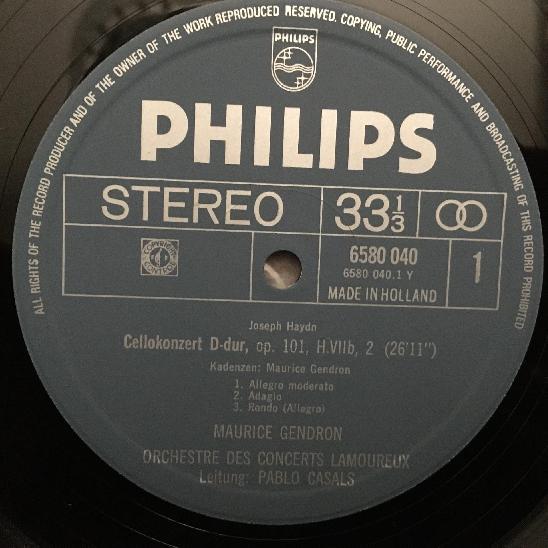 ALL RIGHTS OF THE RECORD PRODUCER AND OF THE OWNER OF THE WORK REPRODUCED RESERVED. COPYING, PUBLIC PERFORMANCE AND BROADCASTING OF THIS RECORD PROHIBITED
PHILIPS
PHILIPS
STEREO 33⅓
6580 040
6580 040.1 Y
1
MADE IN HOLLAND
Joseph Haydn
Cellokonzert D-dur, op. 101, H.VIIb, 2 (26'11")
Kadenzen: Maurice Gendron
1. Allegro moderato
2. Adagio
3. Rondo (Allegro)
MAURICE GENDRON
ORCHESTRE DES CONCERTS LAMOUREUX
Leitung: PABLO CASALS